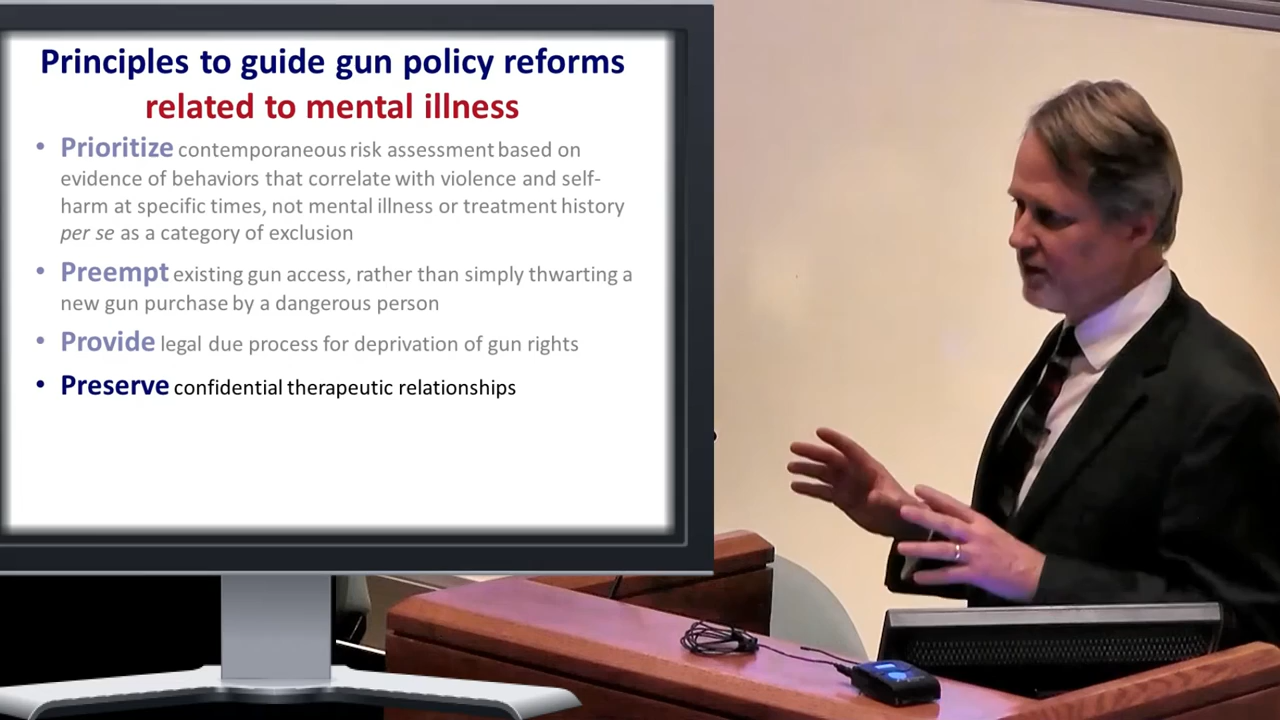 Principles to guide gun policy reforms
related to mental illness
• Prioritize contemporaneous risk assessment based on
evidence of behaviors that correlate with violence and self-
harm at specific times, not mental illness or treatment history
per se as a category of exclusion
• Preempt existing gun access, rather than simply thwarting a
new gun purchase by a dangerous person
• Provide legal due process for deprivation of gun rights
• Preserve confidential therapeutic relationships